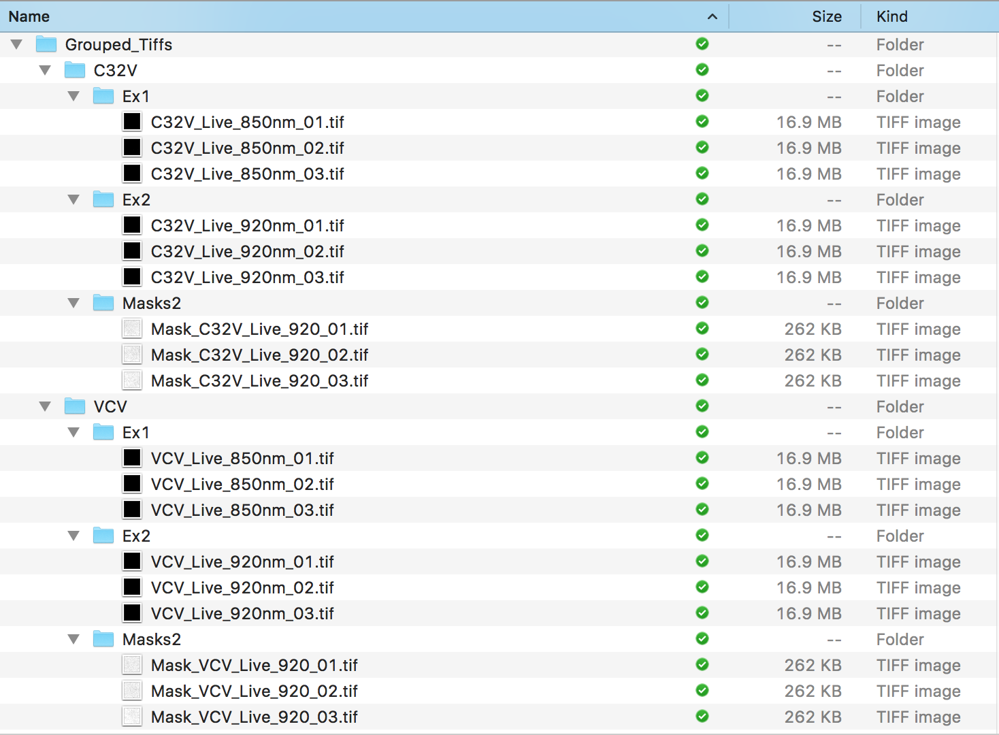 Name Size Kind
Grouped_Tiffs -- Folder
C32V -- Folder
Ex1 -- Folder
C32V_Live_850nm_01.tif 16.9 MB TIFF image
C32V_Live_850nm_02.tif 16.9 MB TIFF image
C32V_Live_850nm_03.tif 16.9 MB TIFF image
Ex2 -- Folder
C32V_Live_920nm_01.tif 16.9 MB TIFF image
C32V_Live_920nm_02.tif 16.9 MB TIFF image
C32V_Live_920nm_03.tif 16.9 MB TIFF image
Masks2 -- Folder
Mask_C32V_Live_920_01.tif 262 KB TIFF image
Mask_C32V_Live_920_02.tif 262 KB TIFF image
Mask_C32V_Live_920_03.tif 262 KB TIFF image
VCV -- Folder
Ex1 -- Folder
VCV_Live_850nm_01.tif 16.9 MB TIFF image
VCV_Live_850nm_02.tif 16.9 MB TIFF image
VCV_Live_850nm_03.tif 16.9 MB TIFF image
Ex2 -- Folder
VCV_Live_920nm_01.tif 16.9 MB TIFF image
VCV_Live_920nm_02.tif 16.9 MB TIFF image
VCV_Live_920nm_03.tif 16.9 MB TIFF image
Masks2 -- Folder
Mask_VCV_Live_920_01.tif 262 KB TIFF image
Mask_VCV_Live_920_02.tif 262 KB TIFF image
Mask_VCV_Live_920_03.tif 262 KB TIFF image